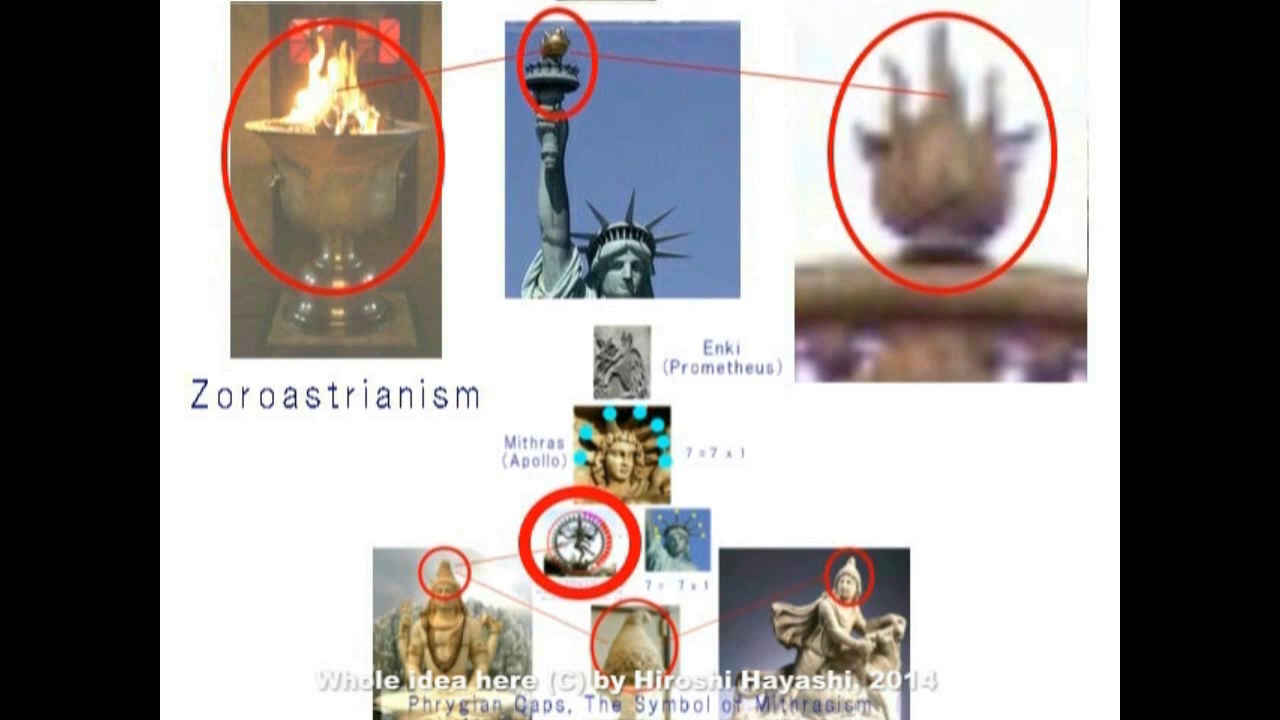 Enki
(Prometheus)
Zoroastrianism
Mithras
(Apollo)
7 = 7 x 1
7 = 7 x 1
Whole idea here (C) by Hiroshi Hayashi, 2014
Phrygian Caps, The Symbol of Mithraism